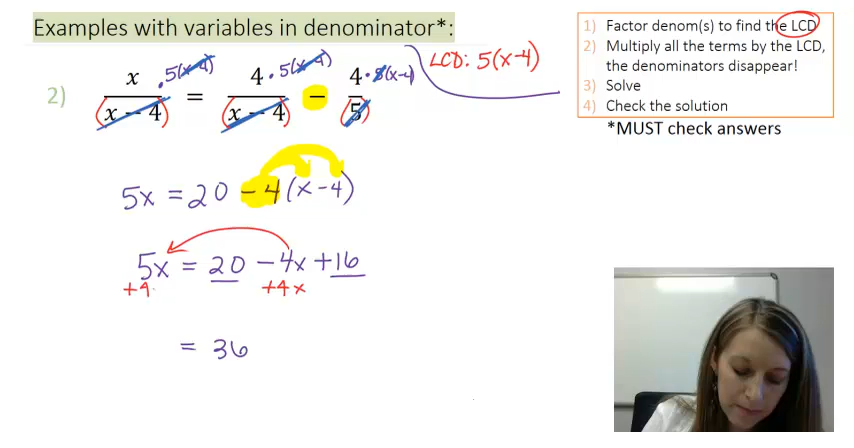 Examples with variables in denominator*:
2) x/(x − 4) · 5(x−4) = 4/(x − 4) · 5(x−4) − 4/5 · 5(x−4)
LCD: 5(x−4)
5x = 20 −4(x−4)
5x = 20 −4x +16
+4 +4x
= 36
1) Factor denom(s) to find the LCD
2) Multiply all the terms by the LCD,
the denominators disappear!
3) Solve
4) Check the solution
*MUST check answers